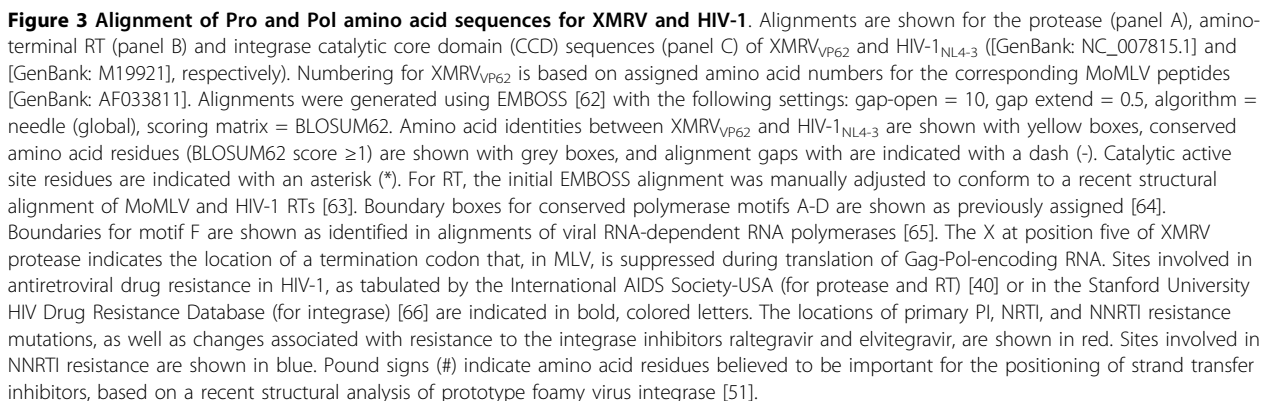 Figure 3 Alignment of Pro and Pol amino acid sequences for XMRV and HIV-1. Alignments are shown for the protease (panel A), amino-
terminal RT (panel B) and integrase catalytic core domain (CCD) sequences (panel C) of XMRVVP62 and HIV-1NL4-3 ([GenBank: NC_007815.1] and
[GenBank: M19921], respectively). Numbering for XMRVVP62 is based on assigned amino acid numbers for the corresponding MoMLV peptides
[GenBank: AF033811]. Alignments were generated using EMBOSS [62] with the following settings: gap-open = 10, gap extend = 0.5, algorithm =
needle (global), scoring matrix = BLOSUM62. Amino acid identities between XMRVVP62 and HIV-1NL4-3 are shown with yellow boxes, conserved
amino acid residues (BLOSUM62 score ≥1) are shown with grey boxes, and alignment gaps with are indicated with a dash (-). Catalytic active
site residues are indicated with an asterisk (*). For RT, the initial EMBOSS alignment was manually adjusted to conform to a recent structural
alignment of MoMLV and HIV-1 RTs [63]. Boundary boxes for conserved polymerase motifs A-D are shown as previously assigned [64].
Boundaries for motif F are shown as identified in alignments of viral RNA-dependent RNA polymerases [65]. The X at position five of XMRV
protease indicates the location of a termination codon that, in MLV, is suppressed during translation of Gag-Pol-encoding RNA. Sites involved in
antiretroviral drug resistance in HIV-1, as tabulated by the International AIDS Society-USA (for protease and RT) [40] or in the Stanford University
HIV Drug Resistance Database (for integrase) [66] are indicated in bold, colored letters. The locations of primary PI, NRTI, and NNRTI resistance
mutations, as well as changes associated with resistance to the integrase inhibitors raltegravir and elvitegravir, are shown in red. Sites involved in
NNRTI resistance are shown in blue. Pound signs (#) indicate amino acid residues believed to be important for the positioning of strand transfer
inhibitors, based on a recent structural analysis of prototype foamy virus integrase [51].